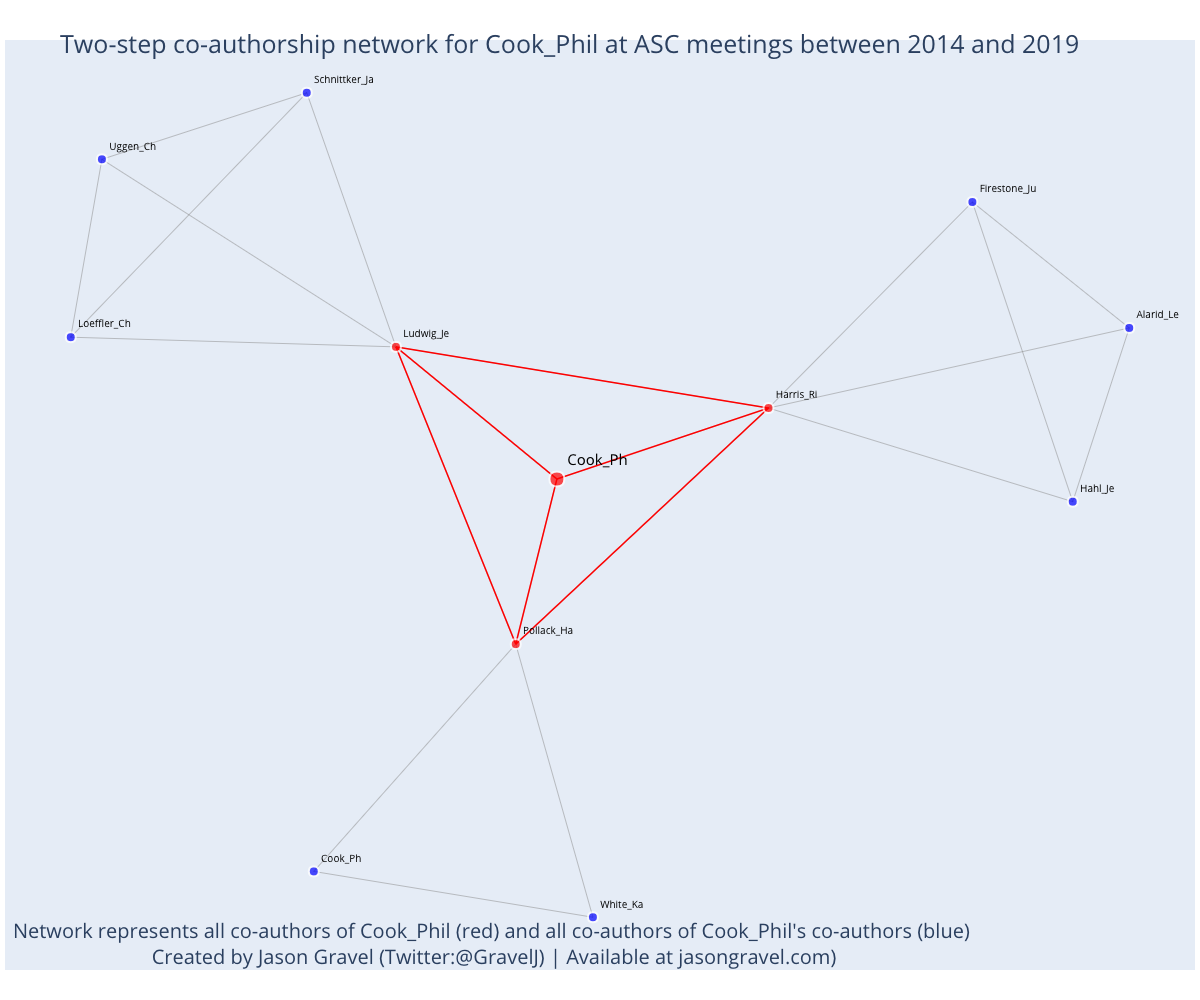 Two-step co-authorship network for Cook_Phil at ASC meetings between 2014 and 2019
Schnittker_Ja
Uggen_Ch
Firestone_Ju
Alarid_Le
Loeffler_Ch
Ludwig_Je
Harris_Ri
Cook_Ph
Hahl_Je
Pollack_Ha
Cook_Ph
White_Ka
Network represents all co-authors of Cook_Phil (red) and all co-authors of Cook_Phil's co-authors (blue)
Created by Jason Gravel (Twitter:@GravelJ) | Available at jasongravel.com)